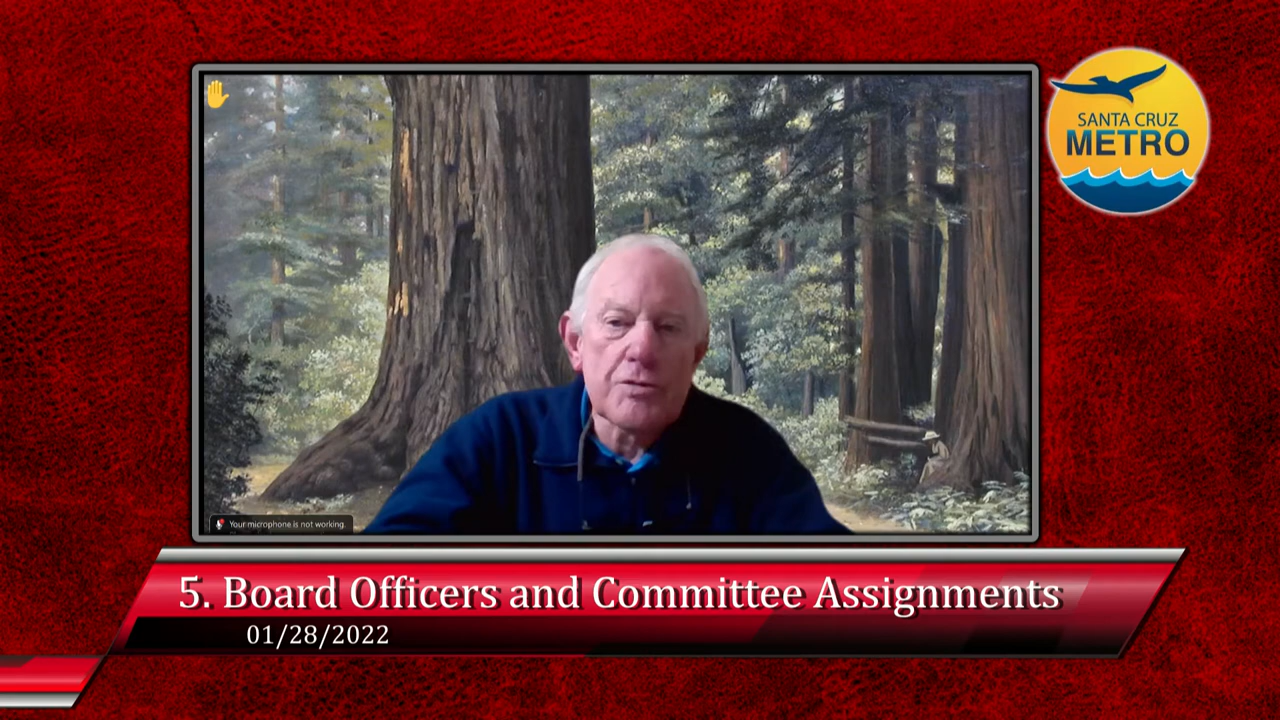 SANTA CRUZ
METRO
Your microphone is not working.
5. Board Officers and Committee Assignments
01/28/2022